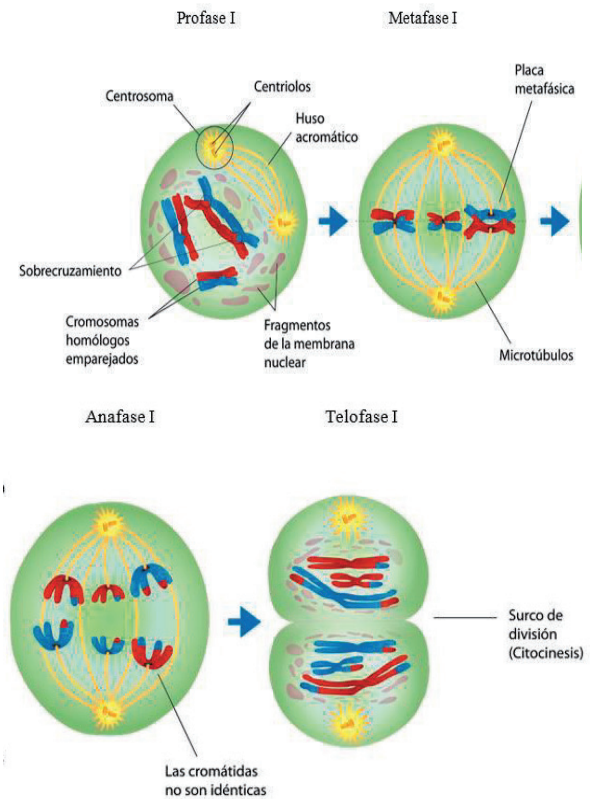 Profase I
Metafase I
Centrosoma
Centriolos
Huso
acromático
Placa
metafásica
Sobrecruzamiento
Cromosomas
homólogos
emparejados
Fragmentos
de la membrana
nuclear
Microtúbulos
Anafase I
Telofase I
Surco de
división
(Citocinesis)
Las cromátidas
no son idénticas